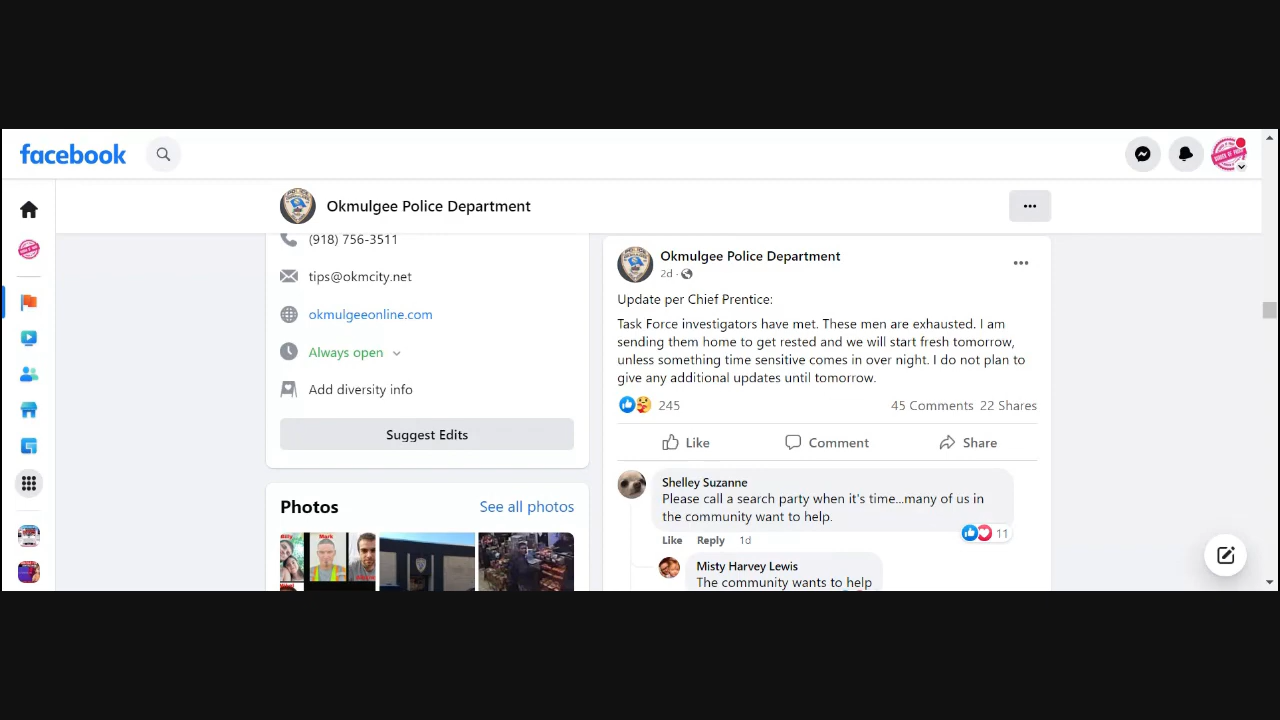 facebook
Okmulgee Police Department
(918) 756-3511
tips@okmcity.net
okmulgeeonline.com
Always open
Add diversity info
Suggest Edits
Photos
See all photos
Billy
Mark
Okmulgee Police Department
2d
Update per Chief Prentice:
Task Force investigators have met. These men are exhausted. I am
sending them home to get rested and we will start fresh tomorrow,
unless something time sensitive comes in over night. I do not plan to
give any additional updates until tomorrow.
245
45 Comments 22 Shares
Like
Comment
Share
Shelley Suzanne
Please call a search party when it's time...many of us in
the community want to help.
11
Like Reply 1d
Misty Harvey Lewis
The community wants to help